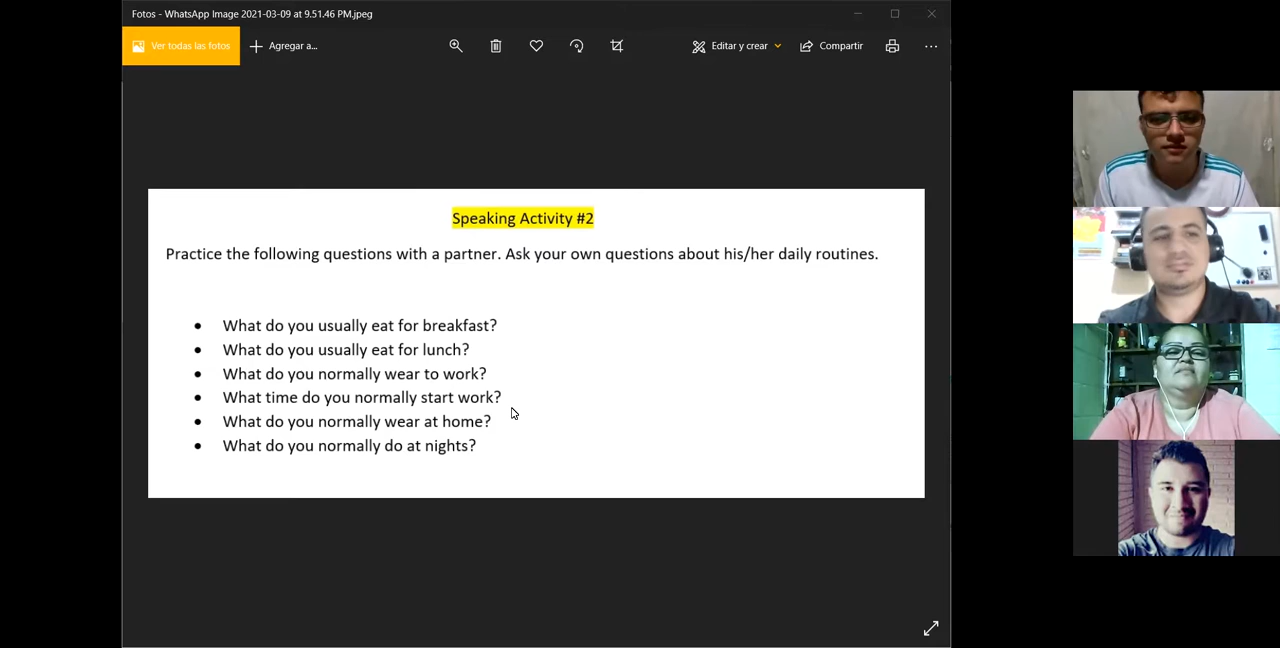 Fotos - WhatsApp Image 2021-03-09 at 9.51.46 PM.jpeg
Ver todas las fotos
Agregar a...
Editar y crear
Compartir
Speaking Activity #2
Practice the following questions with a partner. Ask your own questions about his/her daily routines.
• What do you usually eat for breakfast?
• What do you usually eat for lunch?
• What do you normally wear to work?
• What time do you normally start work?
• What do you normally wear at home?
• What do you normally do at nights?